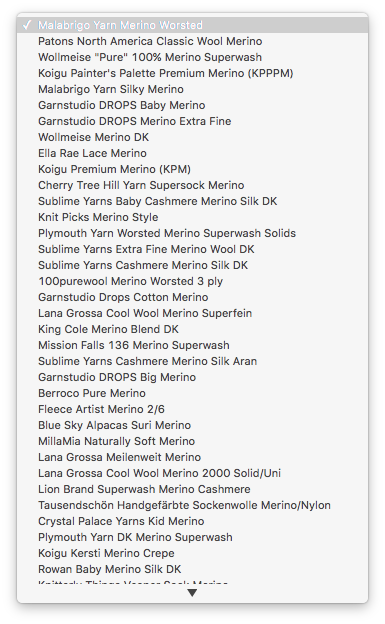 ✓ Malabrigo Yarn Merino Worsted
Patons North America Classic Wool Merino
Wollmeise "Pure" 100% Merino Superwash
Koigu Painter's Palette Premium Merino (KPPPM)
Malabrigo Yarn Silky Merino
Garnstudio DROPS Baby Merino
Garnstudio DROPS Merino Extra Fine
Wollmeise Merino DK
Ella Rae Lace Merino
Koigu Premium Merino (KPM)
Cherry Tree Hill Yarn Supersock Merino
Sublime Yarns Baby Cashmere Merino Silk DK
Knit Picks Merino Style
Plymouth Yarn Worsted Merino Superwash Solids
Sublime Yarns Extra Fine Merino Wool DK
Sublime Yarns Cashmere Merino Silk DK
100purewool Merino Worsted 3 ply
Garnstudio Drops Cotton Merino
Lana Grossa Cool Wool Merino Superfein
King Cole Merino Blend DK
Mission Falls 136 Merino Superwash
Sublime Yarns Cashmere Merino Silk Aran
Garnstudio DROPS Big Merino
Berroco Pure Merino
Fleece Artist Merino 2/6
Blue Sky Alpacas Suri Merino
MillaMia Naturally Soft Merino
Lana Grossa Meilenweit Merino
Lana Grossa Cool Wool Merino 2000 Solid/Uni
Lion Brand Superwash Merino Cashmere
Tausendschön Handgefärbte Sockenwolle Merino/Nylon
Crystal Palace Yarns Kid Merino
Plymouth Yarn DK Merino Superwash
Koigu Kersti Merino Crepe
Rowan Baby Merino Silk DK
Knitterly Things Vesper Sock Merino